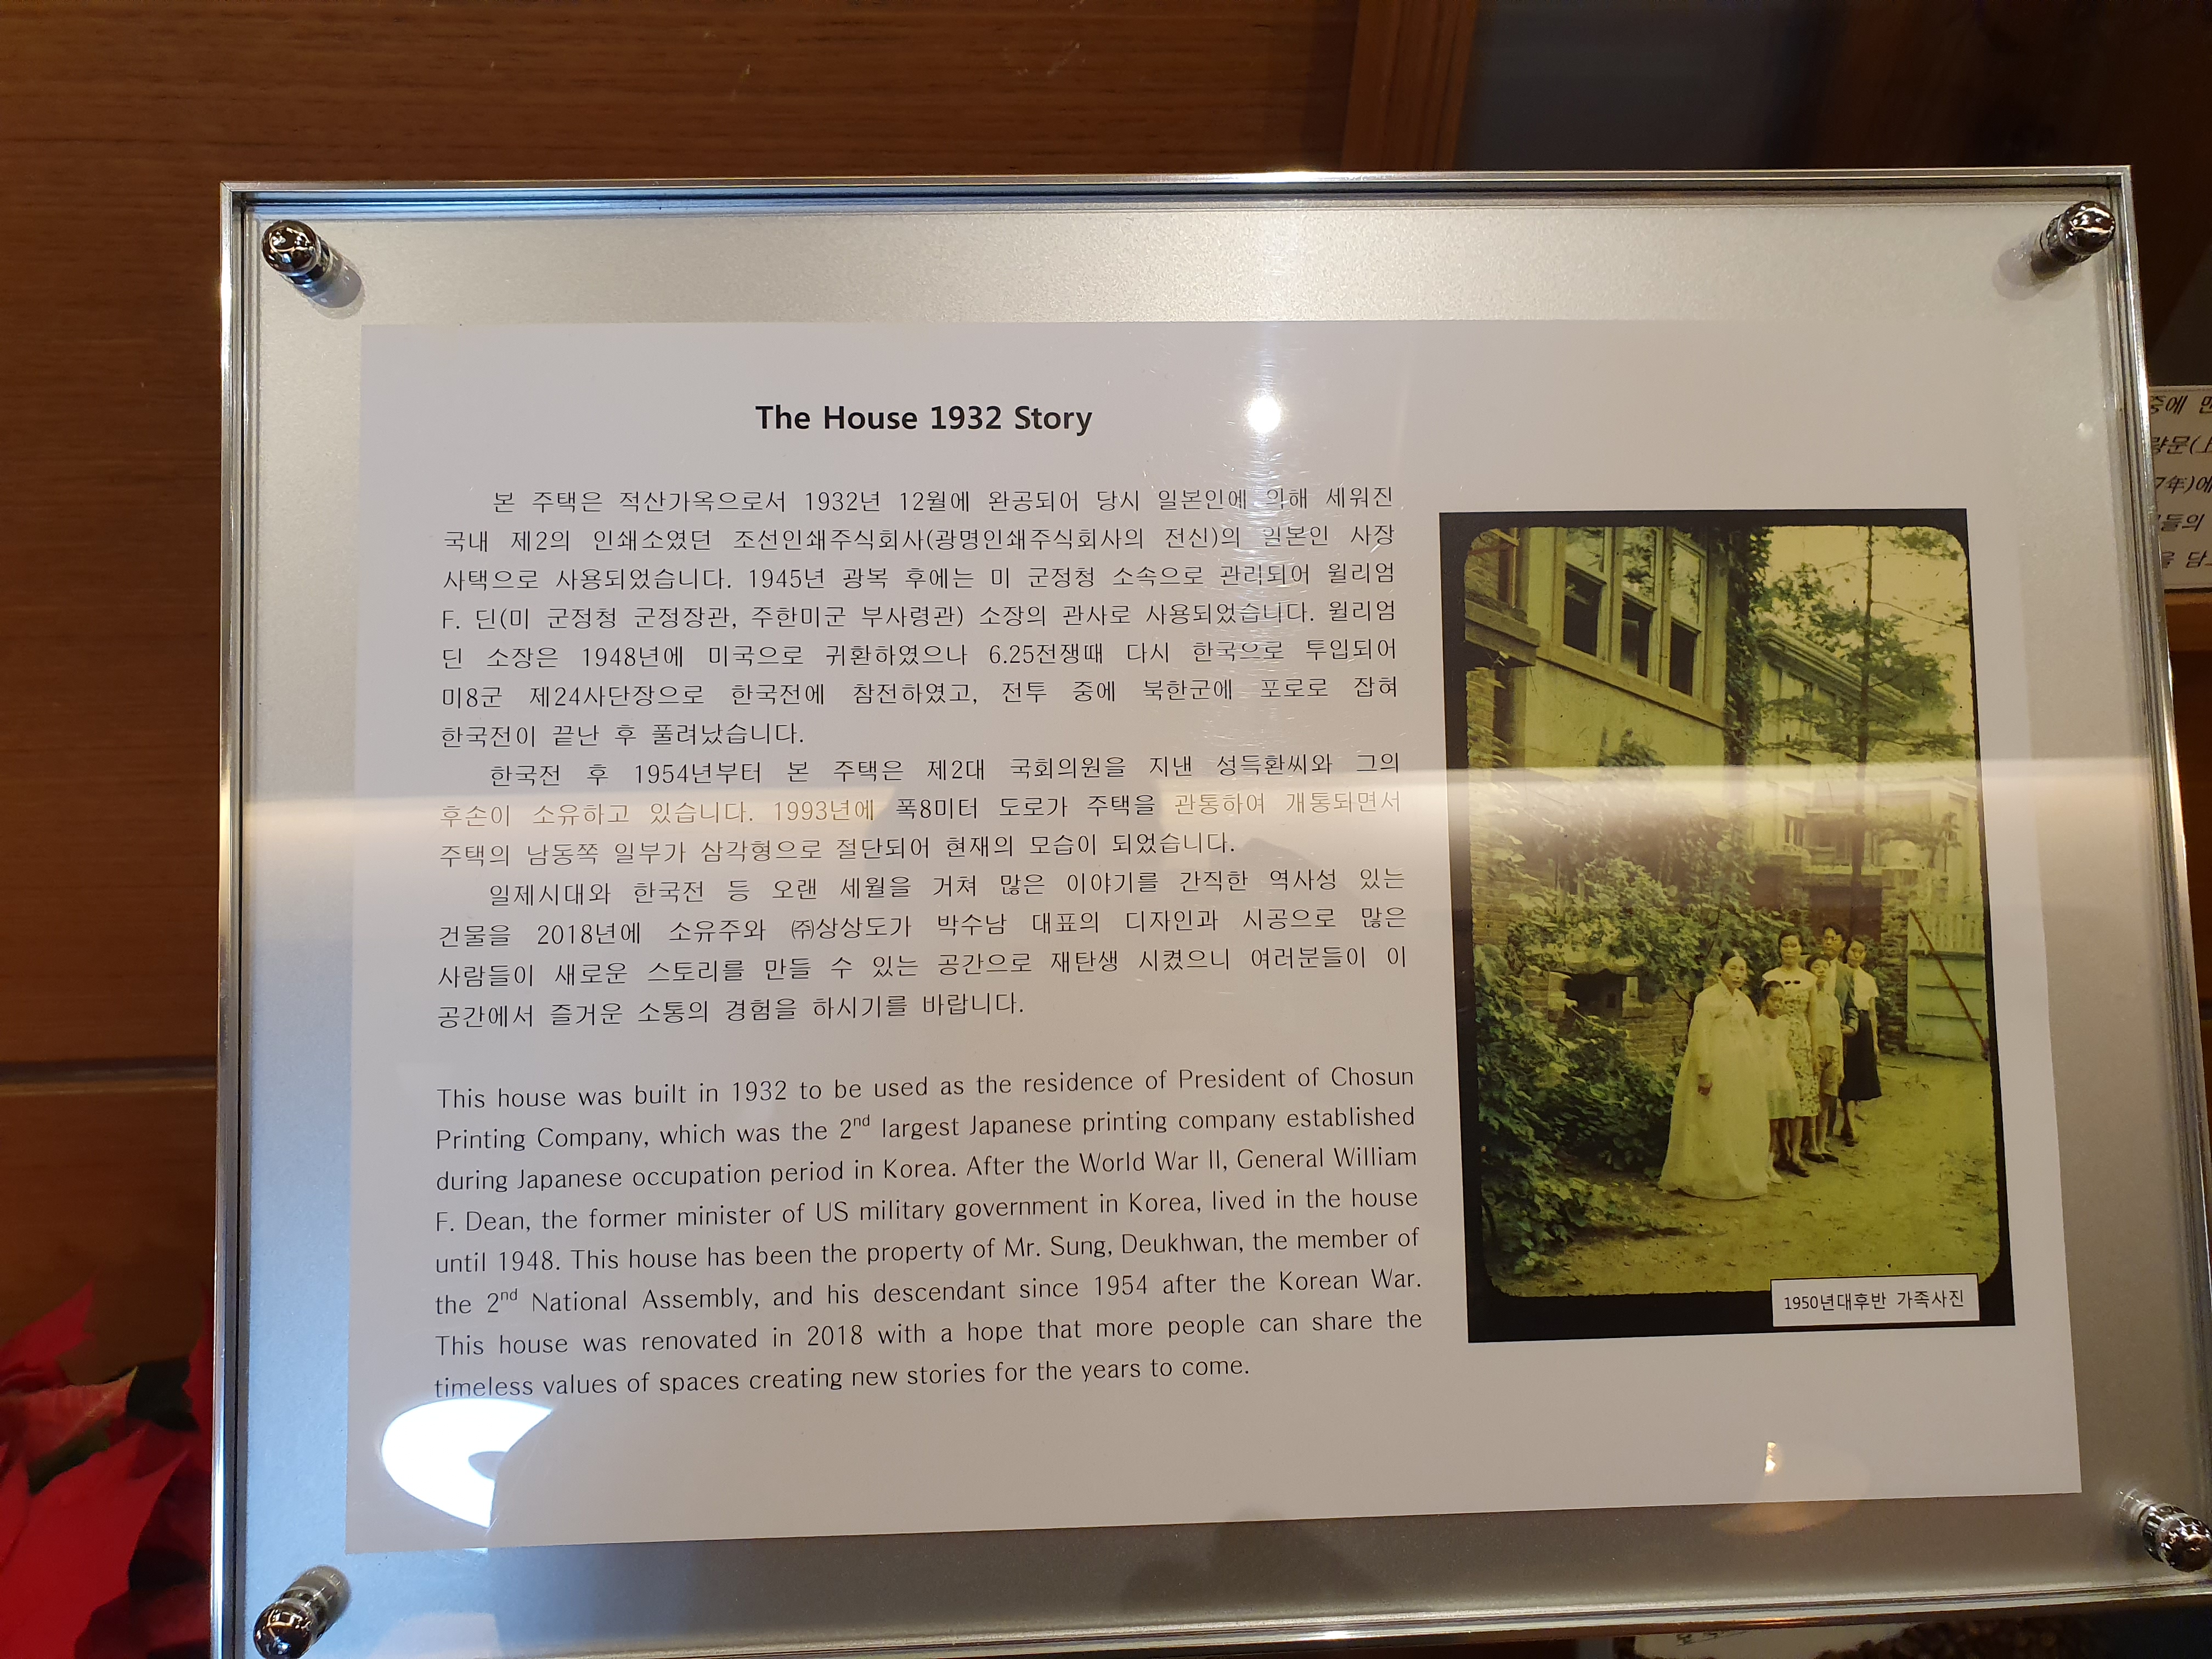 The House 1932 Story
본 주택은 적산가옥으로서 1932년 12월에 완공되어 당시 일본인에 의해 세워진
국내 제2의 인쇄소였던 조선인쇄주식회사(광명인쇄주식회사의 전신)의 일본인 사장
사택으로 사용되었습니다. 1945년 광복 후에는 미 군정청 소속으로 관리되어 윌리엄
F. 딘(미 군정청 군정장관, 주한미군 부사령관) 소장의 관사로 사용되었습니다. 윌리엄
딘 소장은 1948년에 미국으로 귀환하였으나 6.25전쟁때 다시 한국으로 투입되어
미8군 제24사단장으로 한국전에 참전하였고, 전투 중에 북한군에 포로로 잡혀
한국전이 끝난 후 풀려났습니다.
한국전 후 1954년부터 본 주택은 제2대 국회의원을 지낸 성득환씨와 그의
후손이 소유하고 있습니다. 1993년에 폭8미터 도로가 주택을 관통하여 개통되면서
주택의 남동쪽 일부가 삼각형으로 절단되어 현재의 모습이 되었습니다.
일제시대와 한국전 등 오랜 세월을 거쳐 많은 이야기를 간직한 역사성 있는
건물을 2018년에 소유주와 ㈜상상도가 박수남 대표의 디자인과 시공으로 많은
사람들이 새로운 스토리를 만들 수 있는 공간으로 재탄생 시켰으니 여러분들이 이
공간에서 즐거운 소통의 경험을 하시기를 바랍니다.
This house was built in 1932 to be used as the residence of President of Chosun
Printing Company, which was the 2nd largest Japanese printing company established
during Japanese occupation period in Korea. After the World War II, General William
F. Dean, the former minister of US military government in Korea, lived in the house
until 1948. This house has been the property of Mr. Sung, Deukhwan, the member of
the 2nd National Assembly, and his descendant since 1954 after the Korean War.
This house was renovated in 2018 with a hope that more people can share the
timeless values of spaces creating new stories for the years to come.
1950년대후반 가족사진
중에
7年)에